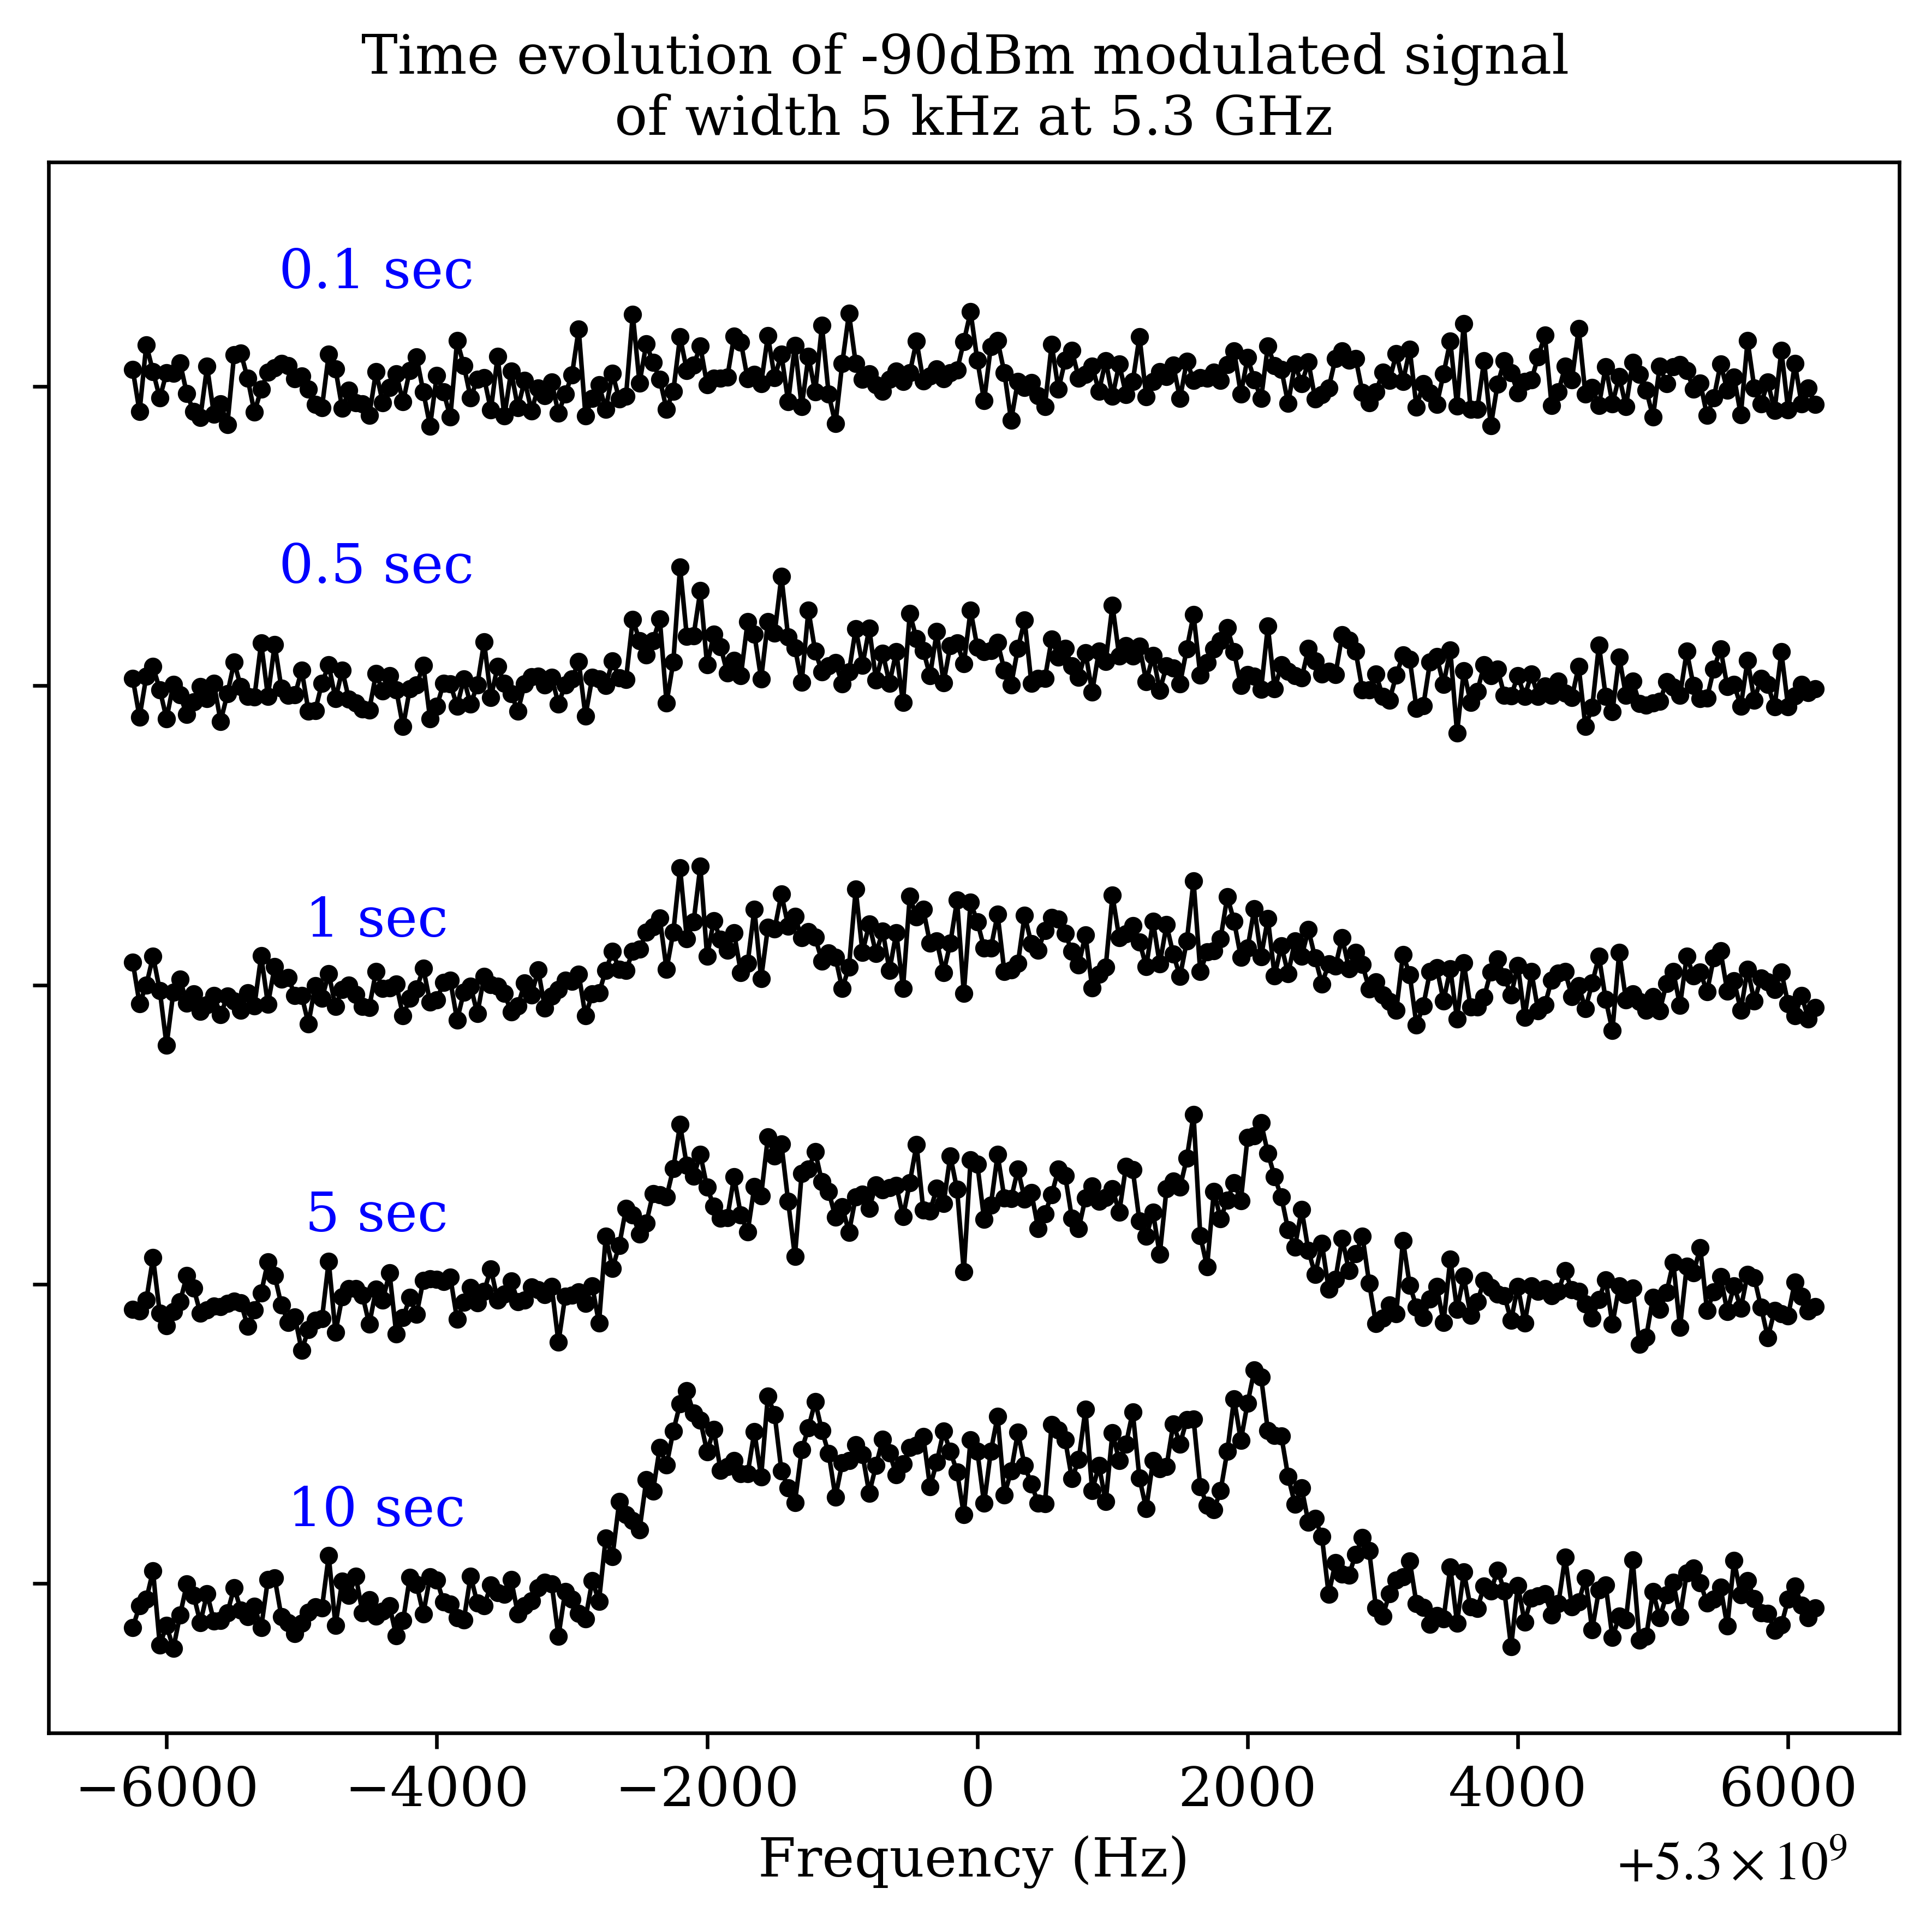 Time evolution of -90dBm modulated signal
of width 5 kHz at 5.3 GHz
0.1 sec
0.5 sec
1 sec
5 sec
10 sec
−6000 −4000 −2000 0 2000 4000 6000
Frequency (Hz)
+5.3×10⁹